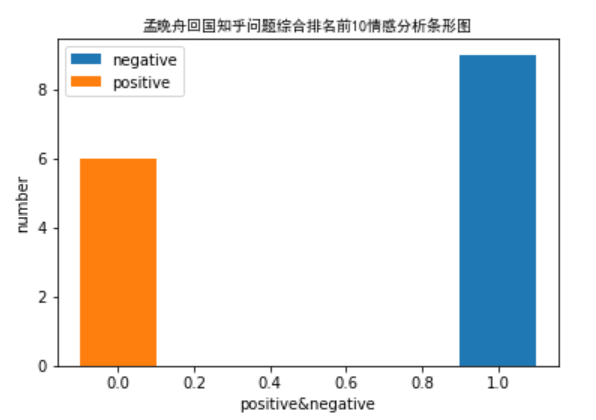 孟晚舟回国知乎问题综合排名前10情感分析条形图
negative
positive
8
6
4
2
0
number
0.0 0.2 0.4 0.6 0.8 1.0
positive&negative